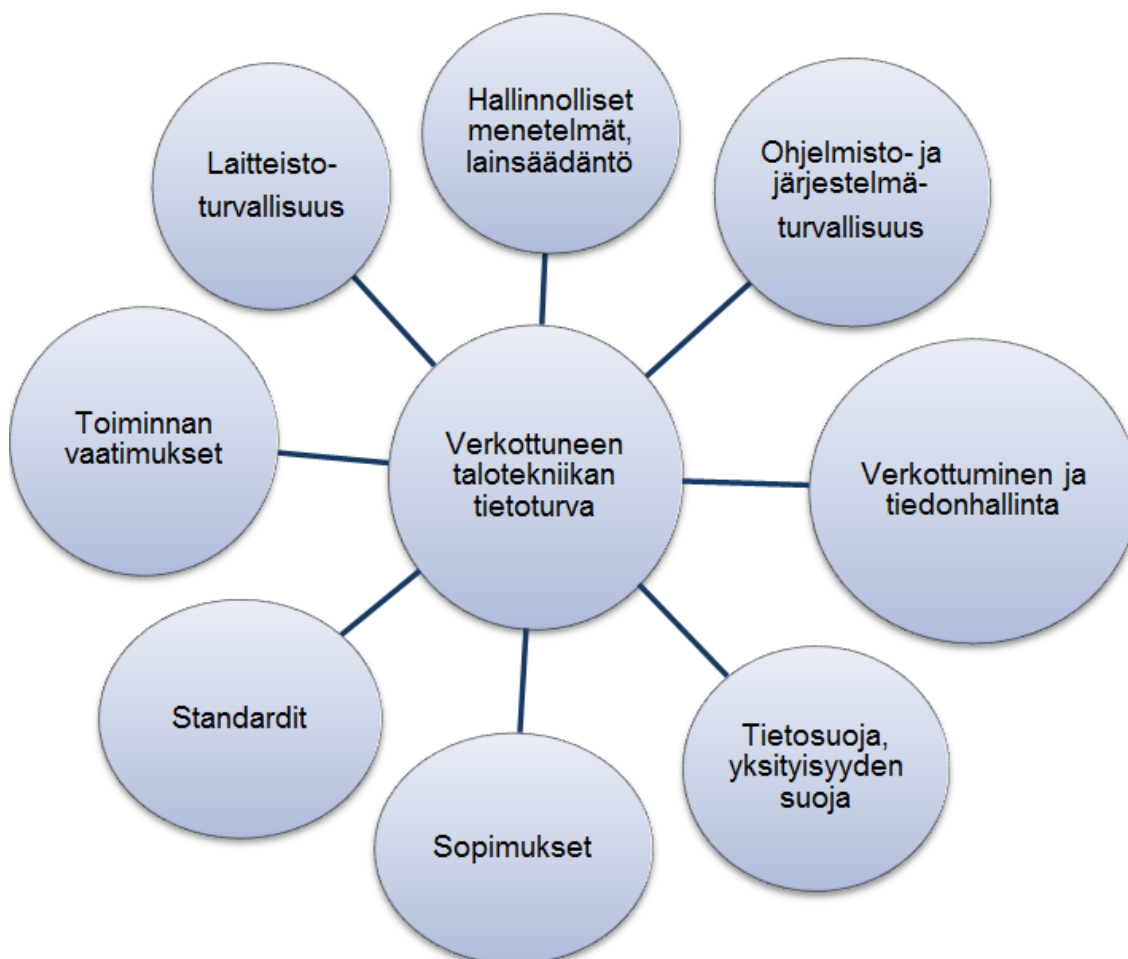 Hallinnolliset
menetelmät,
lainsäädäntö
Ohjelmisto- ja
järjestelmä-
turvallisuus
Verkottuminen ja
tiedonhallinta
Tietosuoja,
yksityisyyden
suoja
Sopimukset
Standardit
Toiminnan
vaatimukset
Laitteisto-
turvallisuus
Verkottuneen
talotekniikan
tietoturva